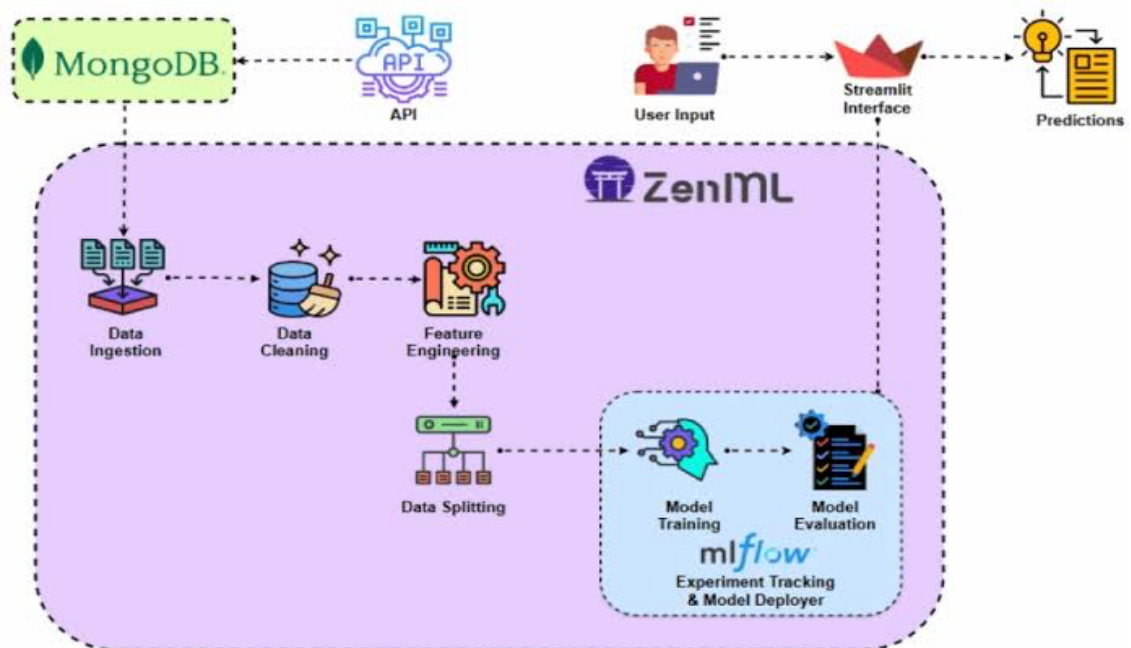 MongoDB.
API
API
User Input
Streamlit
Interface
Predictions
ZenML
Data
Ingestion
Data
Cleaning
Feature
Engineering
Data Splitting
Model
Training
Model
Evaluation
mlflow
Experiment Tracking
& Model Deployer